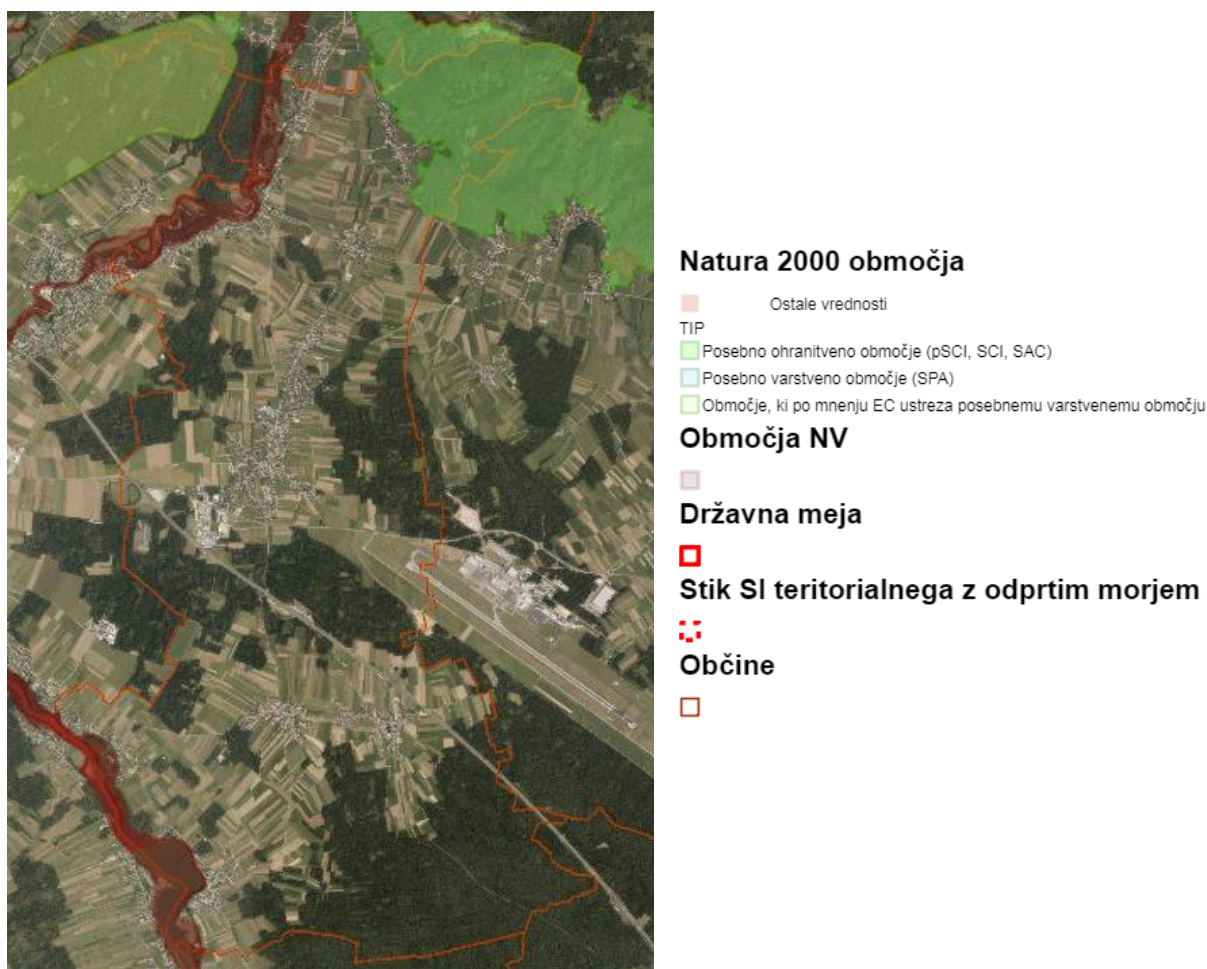 Natura 2000 območja
Ostale vrednosti
TIP
Posebno ohranitveno območje (pSCI, SCI, SAC)
Posebno varstveno območje (SPA)
Območje, ki po mnenju EC ustreza posebnemu varstvenemu območju
Območja NV
Državna meja
Stik SI teritorialnega z odprtim morjem
Občine